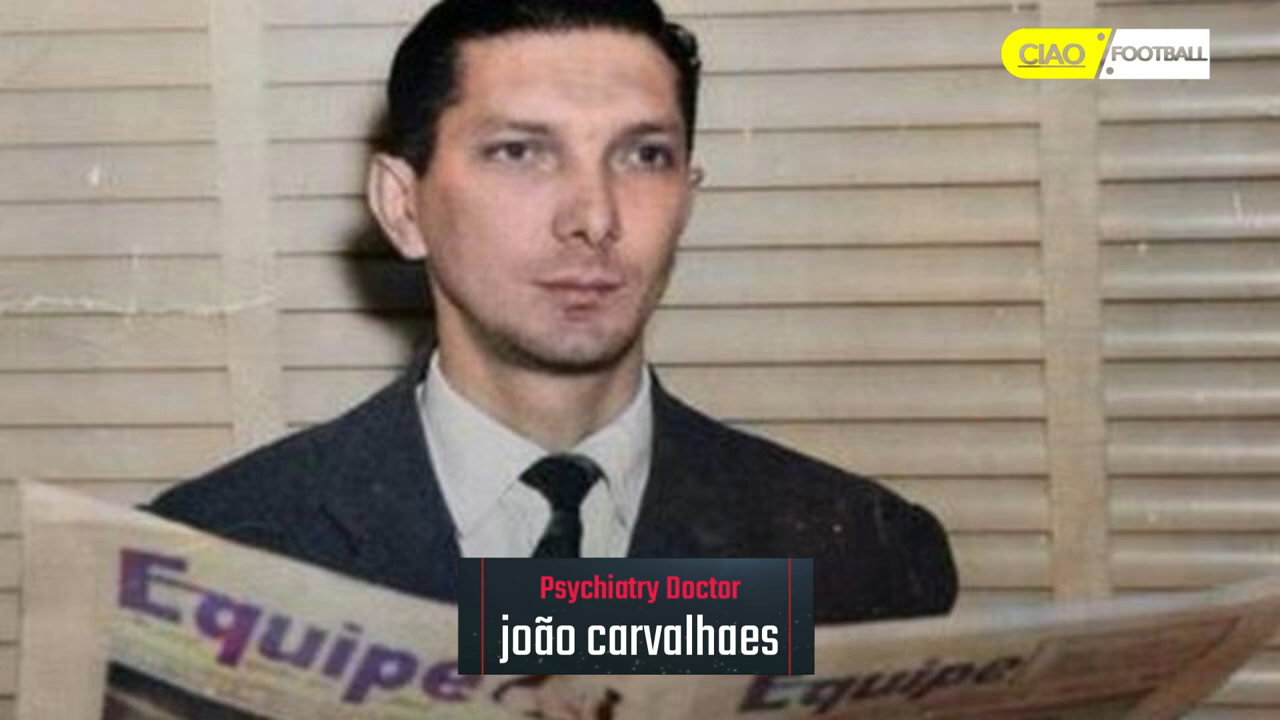 CIAO FOOTBALL
Equipe
Equipe!
Psychiatry Doctor
joão carvalhaes